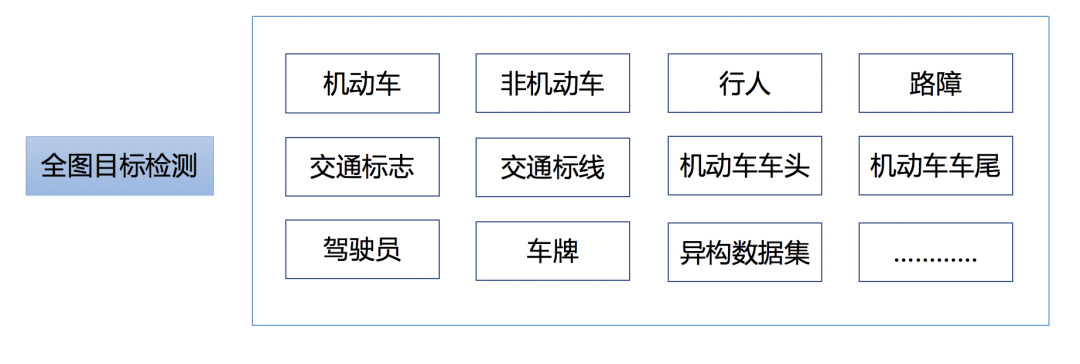 机动车
非机动车
行人
路障
全图目标检测
交通标志
交通标线
机动车车头
机动车车尾
驾驶员
车牌
异构数据集
…………